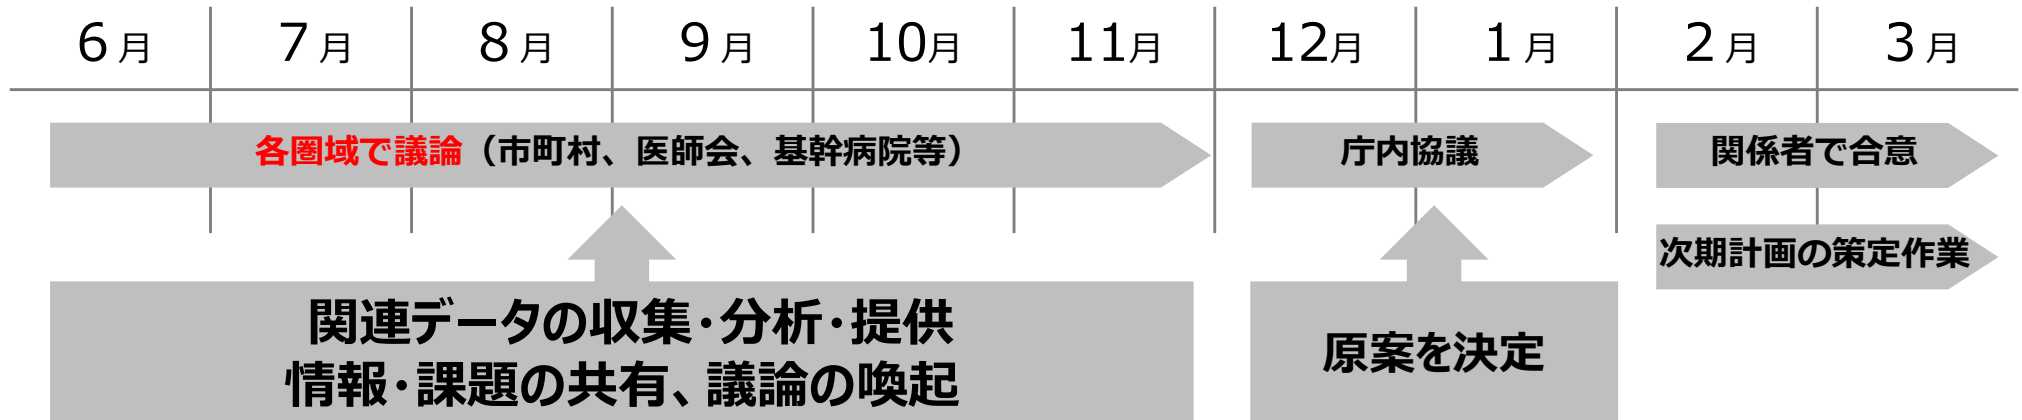 6月 7月 8月 9月 10月 11月 12月 1月 2月 3月
各圏域で議論（市町村、医師会、基幹病院等）
庁内協議
関係者で合意
次期計画の策定作業
関連データの収集・分析・提供
情報・課題の共有、議論の喚起
原案を決定